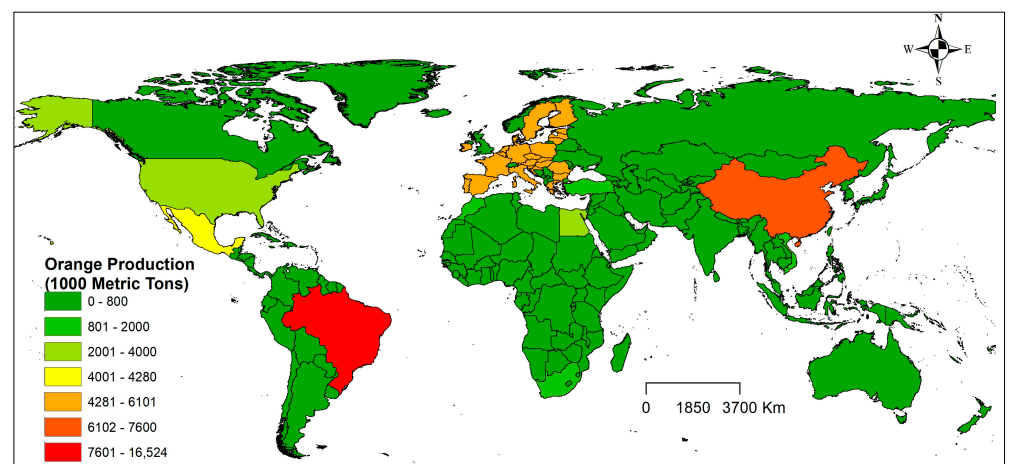 N
W E
S
Orange Production
(1000 Metric Tons)
0 - 800
801 - 2000
2001 - 4000
4001 - 4280
4281 - 6101
6102 - 7600
7601 - 16,524
0 1850 3700 Km